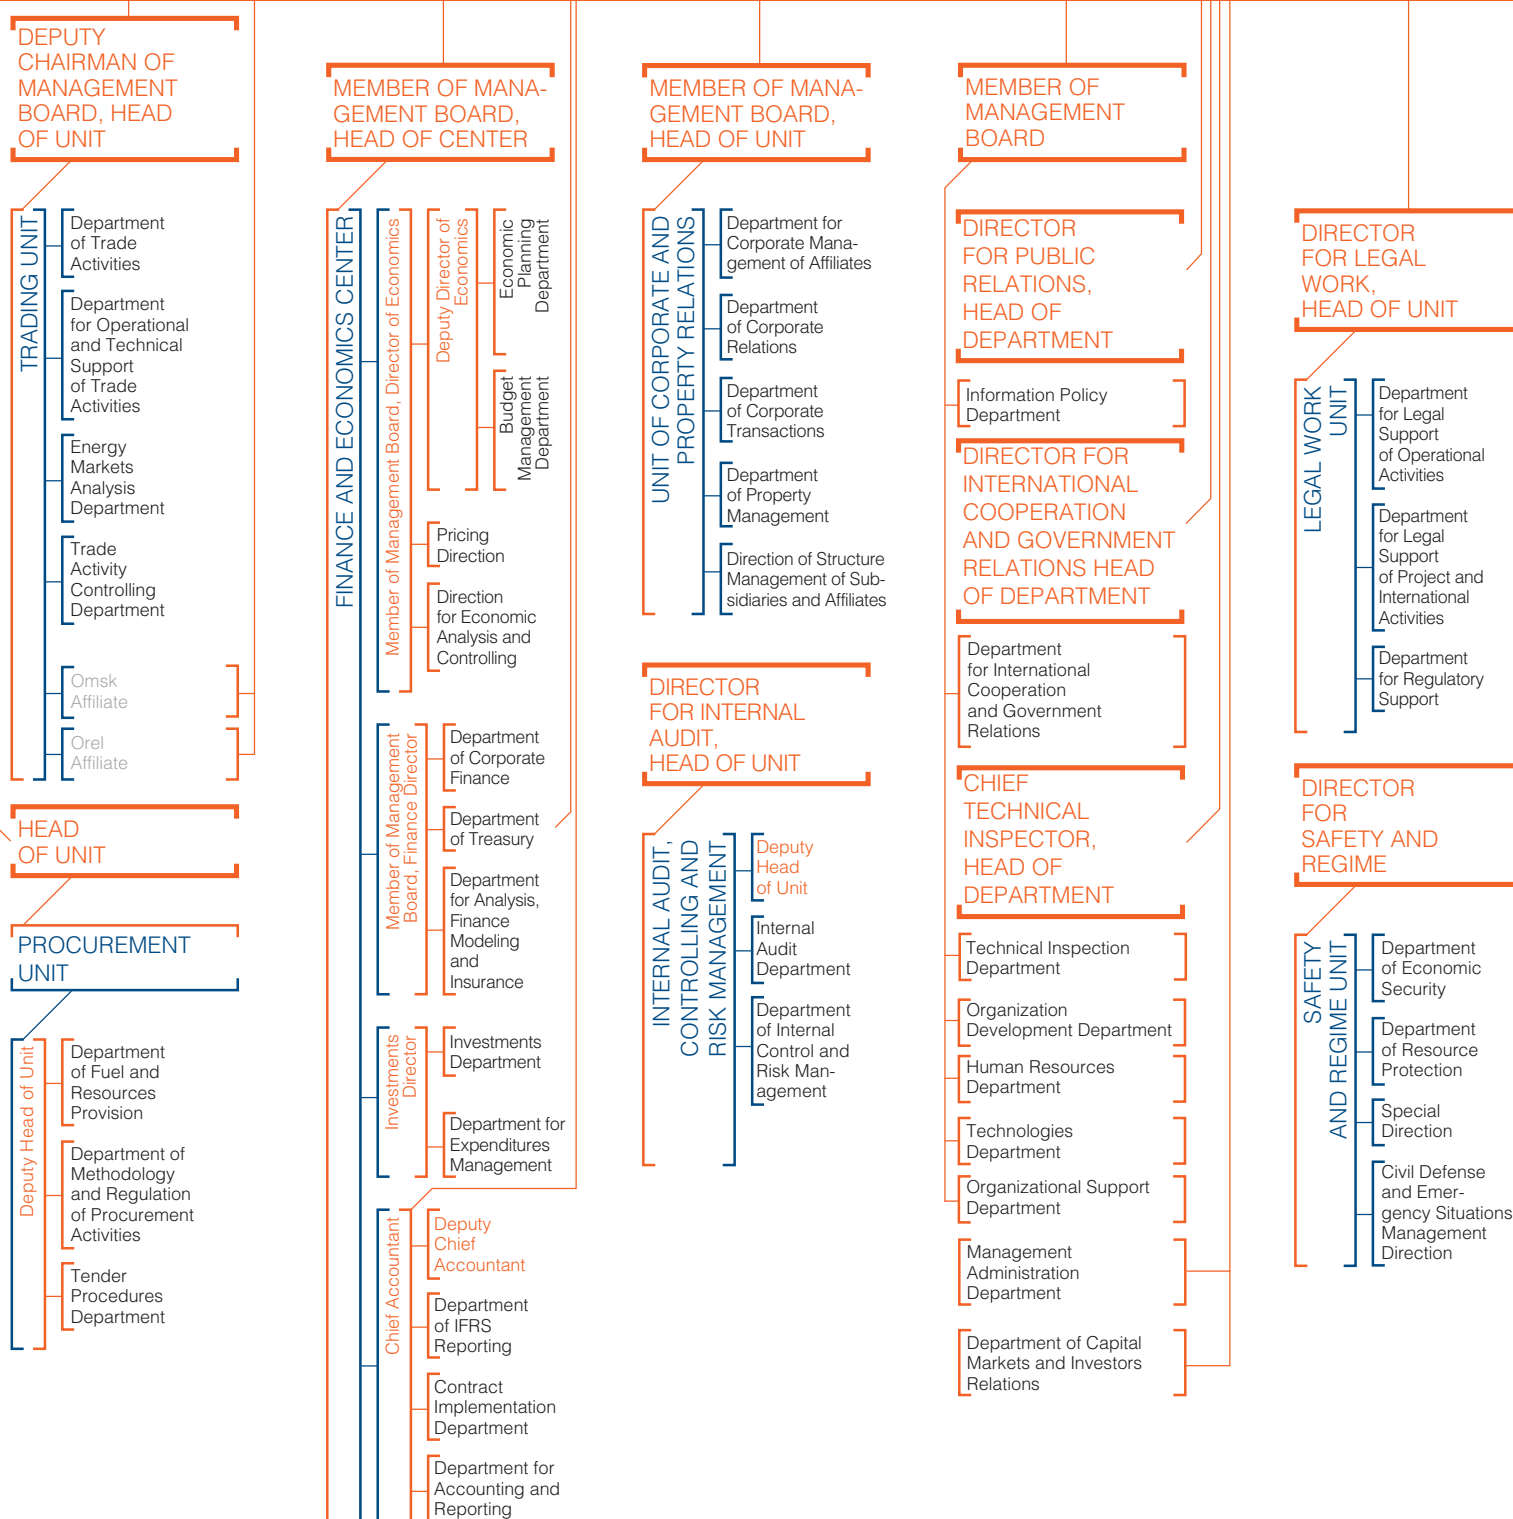 DEPUTY
CHAIRMAN OF
MANAGEMENT
BOARD, HEAD
OF UNIT
TRADING UNIT
Department
of Trade
Activities
Department
for Operational
and Technical
Support
of Trade
Activities
Energy
Markets
Analysis
Department
Trade
Activity
Controlling
Department
Omsk
Affiliate
Orel
Affiliate
HEAD
OF UNIT
PROCUREMENT
UNIT
Deputy Head of Unit
Department
of Fuel and
Resources
Provision
Department of
Methodology
and Regulation
of Procurement
Activities
Tender
Procedures
Department
MEMBER OF MANA-
GEMENT BOARD,
HEAD OF CENTER
FINANCE AND ECONOMICS CENTER
Member of Management Board, Director of Economics
Deputy Director of
Economics
Economic
Planning
Department
Budget
Management
Department
Pricing
Direction
Direction
for Economic
Analysis and
Controlling
Member of Management
Board, Finance Director
Department
of Corporate
Finance
Department
of Treasury
Department
for Analysis,
Finance
Modeling
and
Insurance
Investments
Director
Investments
Department
Department for
Expenditures
Management
Chief Accountant
Deputy
Chief
Accountant
Department
of IFRS
Reporting
Contract
Implementation
Department
Department for
Accounting and
Reporting
MEMBER OF MANA-
GEMENT BOARD,
HEAD OF UNIT
UNIT OF CORPORATE AND
PROPERTY RELATIONS
Department for
Corporate Mana-
gement of Affiliates
Department
of Corporate
Relations
Department
of Corporate
Transactions
Department
of Property
Management
Direction of Structure
Management of Sub-
sidiaries and Affiliates
DIRECTOR
FOR INTERNAL
AUDIT,
HEAD OF UNIT
INTERNAL AUDIT,
CONTROLLING AND
RISK MANAGEMENT
Deputy
Head
of Unit
Internal
Audit
Department
Department
of Internal
Control and
Risk Man-
agement
MEMBER OF
MANAGEMENT
BOARD
DIRECTOR
FOR PUBLIC
RELATIONS,
HEAD OF
DEPARTMENT
Information Policy
Department
DIRECTOR FOR
INTERNATIONAL
COOPERATION
AND GOVERNMENT
RELATIONS HEAD
OF DEPARTMENT
Department
for International
Cooperation
and Government
Relations
CHIEF
TECHNICAL
INSPECTOR,
HEAD OF
DEPARTMENT
Technical Inspection
Department
Organization
Development Department
Human Resources
Department
Technologies
Department
Organizational Support
Department
Management
Administration
Department
Department of Capital
Markets and Investors
Relations
DIRECTOR
FOR LEGAL
WORK,
HEAD OF UNIT
LEGAL WORK
UNIT
Department
for Legal
Support
of Operational
Activities
Department
for Legal
Support
of Project and
International
Activities
Department
for Regulatory
Support
DIRECTOR
FOR
SAFETY AND
REGIME
SAFETY
AND REGIME UNIT
Department
of Economic
Security
Department
of Resource
Protection
Special
Direction
Civil Defense
and Emer-
gency Situations
Management
Direction